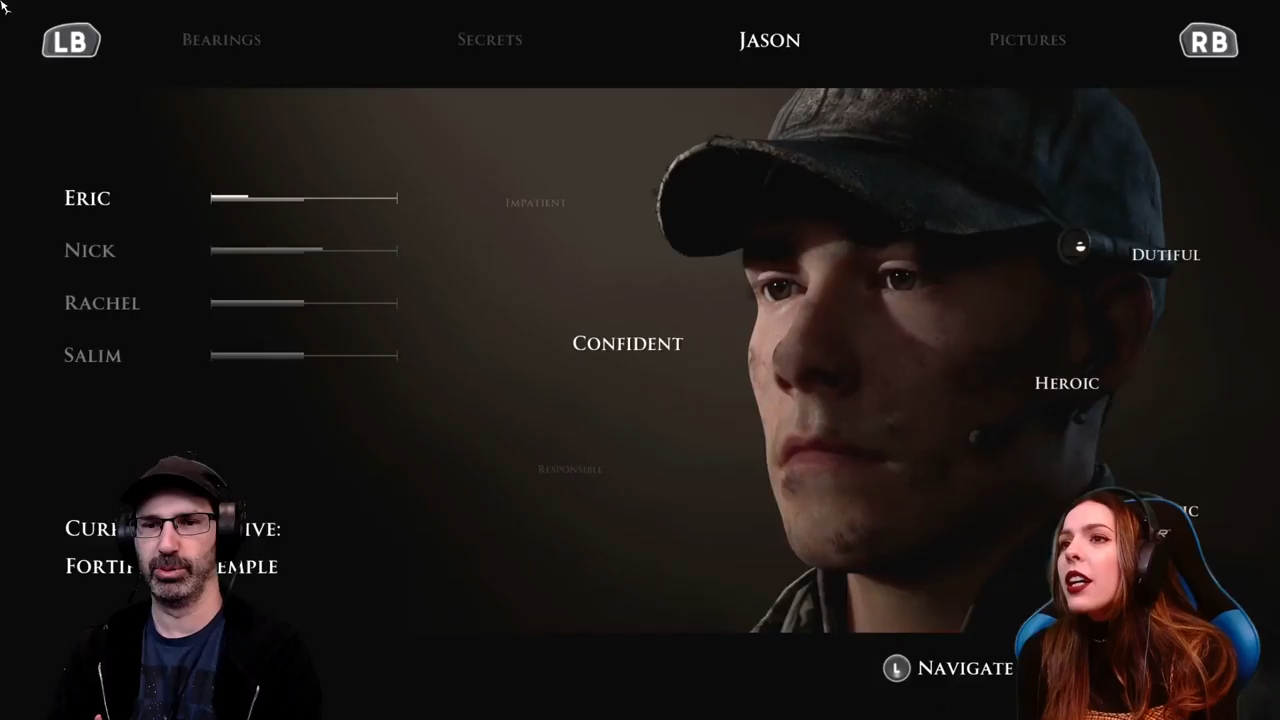 LB
BEARINGS
SECRETS
JASON
PICTURES
RB
ERIC
NICK
RACHEL
SALIM
IMPATIENT
DUTIFUL
CONFIDENT
HEROIC
RESPONSIBLE
L NAVIGATE